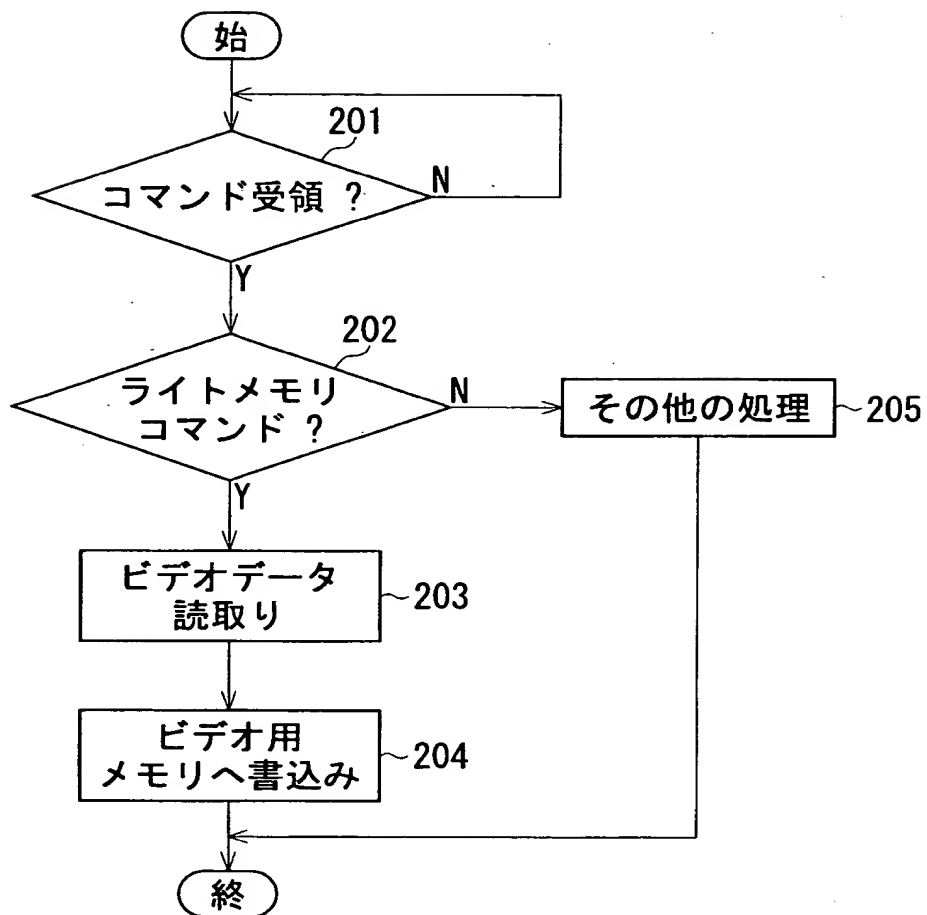 始
201
コマンド受領 ?
N
Y
202
ライトメモリ
コマンド ?
N
その他の処理
205
Y
ビデオデータ
読取り
203
ビデオ用
メモリへ書込み
204
終